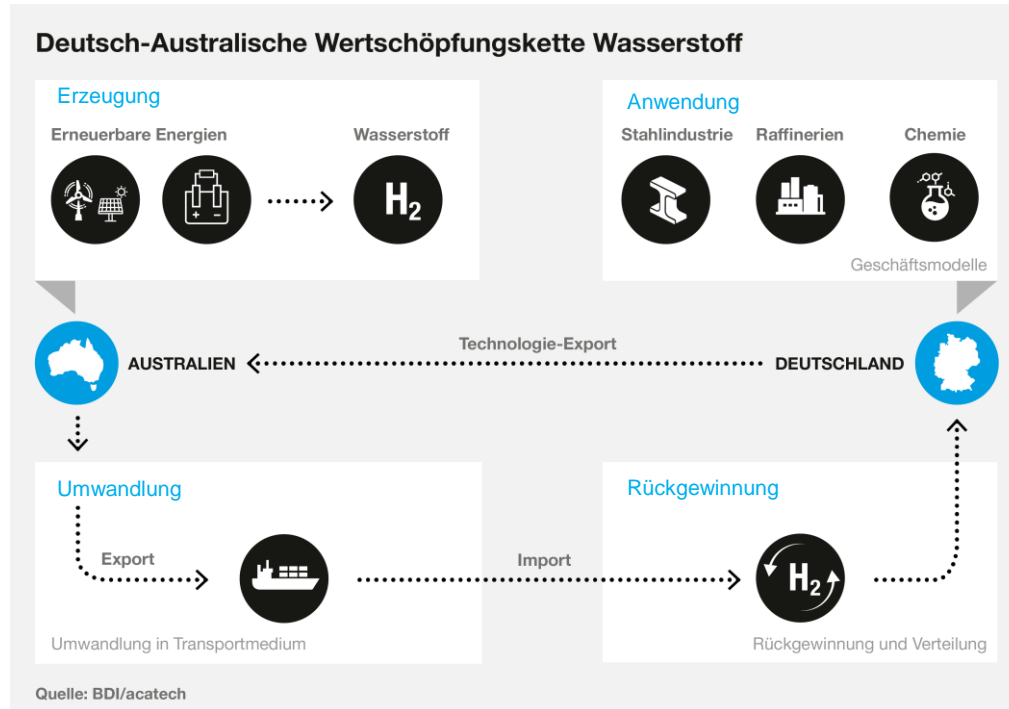 Deutsch-Australische Wertschöpfungskette Wasserstoff
Erzeugung
Erneuerbare Energien
Wasserstoff
+ −
H2
Anwendung
Stahlindustrie
Raffinerien
Chemie
Geschäftsmodelle
Technologie-Export
AUSTRALIEN
DEUTSCHLAND
Umwandlung
Export
Umwandlung in Transportmedium
Import
Rückgewinnung
H2
Rückgewinnung und Verteilung
Quelle: BDI/acatech